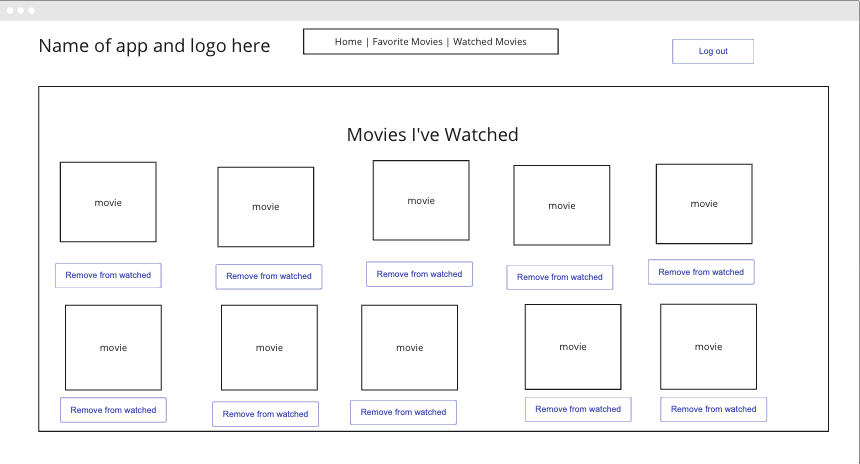 Name of app and logo here
Home | Favorite Movies | Watched Movies
Log out
Movies I've Watched
movie
movie
movie
movie
movie
Remove from watched
Remove from watched
Remove from watched
Remove from watched
Remove from watched
movie
movie
movie
movie
movie
Remove from watched
Remove from watched
Remove from watched
Remove from watched
Remove from watched